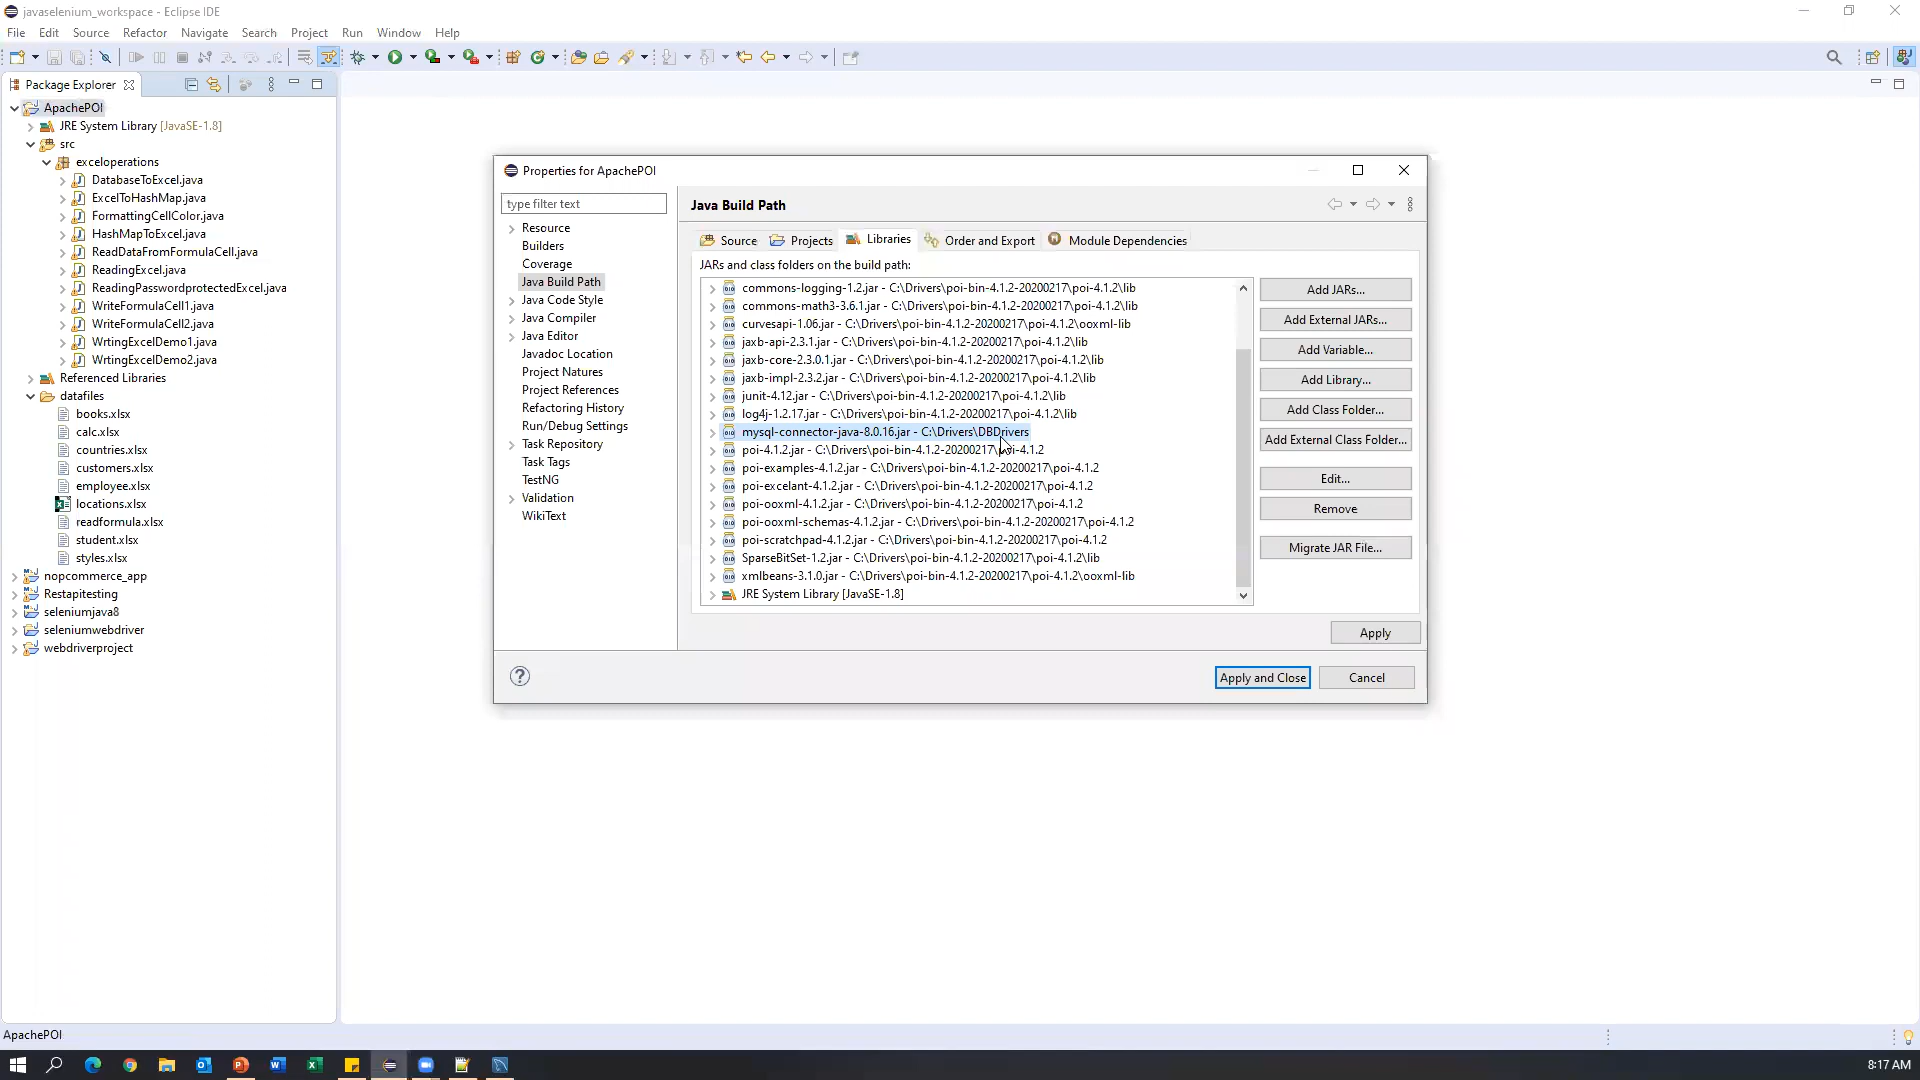 javaselenium_workspace - Eclipse IDE
File Edit Source Refactor Navigate Search Project Run Window Help
Package Explorer
ApachePOI
JRE System Library [JavaSE-1.8]
src
exceloperations
DatabaseToExcel.java
ExcelToHashMap.java
FormattingCellColor.java
HashMapToExcel.java
ReadDataFromFormulaCell.java
ReadingExcel.java
ReadingPasswordprotectedExcel.java
WriteFormulaCell1.java
WriteFormulaCell2.java
WrtingExcelDemo1.java
WrtingExcelDemo2.java
Referenced Libraries
datafiles
books.xlsx
calc.xlsx
countries.xlsx
customers.xlsx
employee.xlsx
locations.xlsx
readformula.xlsx
student.xlsx
styles.xlsx
nopcommerce_app
Restapitesting
seleniumjava8
seleniumwebdriver
webdriverproject
Properties for ApachePOI
type filter text
Resource
Builders
Coverage
Java Build Path
Java Code Style
Java Compiler
Java Editor
Javadoc Location
Project Natures
Project References
Refactoring History
Run/Debug Settings
Task Repository
Task Tags
TestNG
Validation
WikiText
Java Build Path
Source Projects Libraries Order and Export Module Dependencies
JARs and class folders on the build path:
commons-logging-1.2.jar - C:\Drivers\poi-bin-4.1.2-20200217\poi-4.1.2\lib
commons-math3-3.6.1.jar - C:\Drivers\poi-bin-4.1.2-20200217\poi-4.1.2\lib
curvesapi-1.06.jar - C:\Drivers\poi-bin-4.1.2-20200217\poi-4.1.2\ooxml-lib
jaxb-api-2.3.1.jar - C:\Drivers\poi-bin-4.1.2-20200217\poi-4.1.2\lib
jaxb-core-2.3.0.1.jar - C:\Drivers\poi-bin-4.1.2-20200217\poi-4.1.2\lib
jaxb-impl-2.3.2.jar - C:\Drivers\poi-bin-4.1.2-20200217\poi-4.1.2\lib
junit-4.12.jar - C:\Drivers\poi-bin-4.1.2-20200217\poi-4.1.2\lib
log4j-1.2.17.jar - C:\Drivers\poi-bin-4.1.2-20200217\poi-4.1.2\lib
mysql-connector-java-8.0.16.jar - C:\Drivers\DBDrivers
poi-4.1.2.jar - C:\Drivers\poi-bin-4.1.2-20200217\poi-4.1.2
poi-examples-4.1.2.jar - C:\Drivers\poi-bin-4.1.2-20200217\poi-4.1.2
poi-excelant-4.1.2.jar - C:\Drivers\poi-bin-4.1.2-20200217\poi-4.1.2
poi-ooxml-4.1.2.jar - C:\Drivers\poi-bin-4.1.2-20200217\poi-4.1.2
poi-ooxml-schemas-4.1.2.jar - C:\Drivers\poi-bin-4.1.2-20200217\poi-4.1.2
poi-scratchpad-4.1.2.jar - C:\Drivers\poi-bin-4.1.2-20200217\poi-4.1.2
SparseBitSet-1.2.jar - C:\Drivers\poi-bin-4.1.2-20200217\poi-4.1.2\lib
xmlbeans-3.1.0.jar - C:\Drivers\poi-bin-4.1.2-20200217\poi-4.1.2\ooxml-lib
JRE System Library [JavaSE-1.8]
Add JARs...
Add External JARs...
Add Variable...
Add Library...
Add Class Folder...
Add External Class Folder...
Edit...
Remove
Migrate JAR File...
Apply
Apply and Close Cancel
ApachePOI
8:17 AM